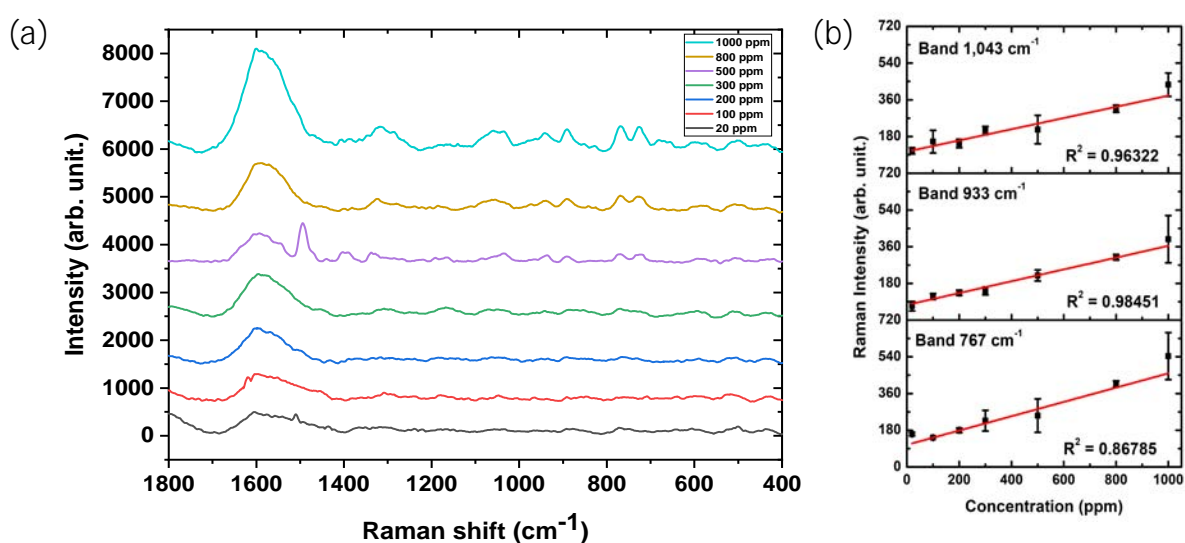 (a)
8000
7000
6000
5000
4000
3000
2000
1000
0
Intensity (arb. unit.)
1000 ppm
800 ppm
500 ppm
300 ppm
200 ppm
100 ppm
20 ppm
1800 1600 1400 1200 1000 800 600 400
Raman shift (cm⁻¹)
(b)
Raman Intensity (arb. unit.)
720
540
360
180
Band 1,043 cm⁻¹
R² = 0.96322
720
540
360
180
Band 933 cm⁻¹
R² = 0.98451
720
540
360
180
0
Band 767 cm⁻¹
R² = 0.86785
0 200 400 600 800 1000
Concentration (ppm)